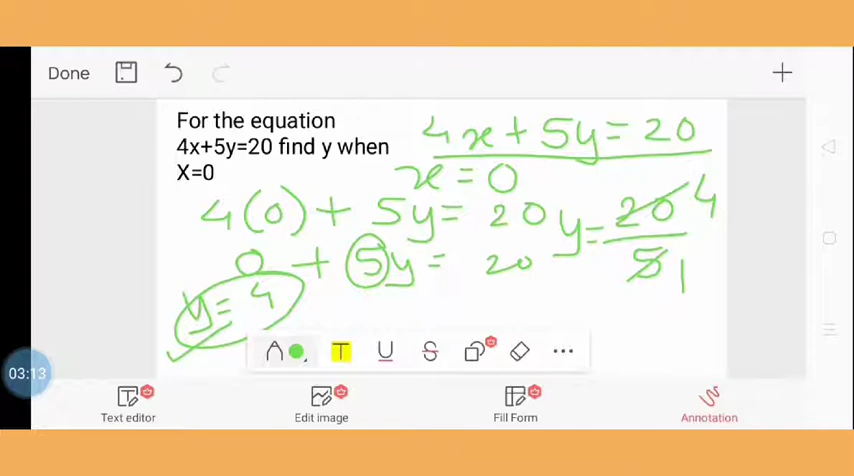 Done
For the equation
4x+5y=20 find y when
X=0
4x + 5y = 20
x = 0
4(0) + 5y = 20
0 + 5y = 20
y = 20 4
5 1
y = 4
T U S
03:13
Text editor
Edit image
Fill Form
Annotation